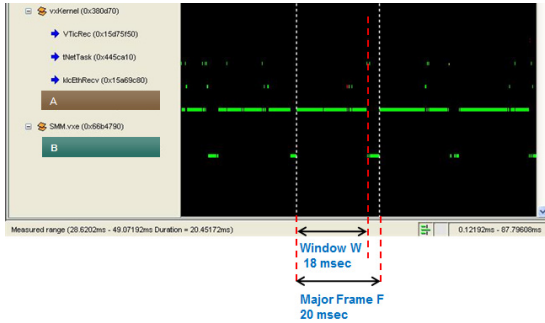 vxKernel (0x380d70)
VTicRec (0x15d75f50)
tNetTask (0x445ca10)
klcEthRecv (0x15a69c80)
A
SMM.vxe (0x66b4790)
B
Measured range (28.6202ms - 49.07192ms Duration = 20.45172ms)
0.12192ms - 87.79608ms
Window W
18 msec
Major Frame F
20 msec